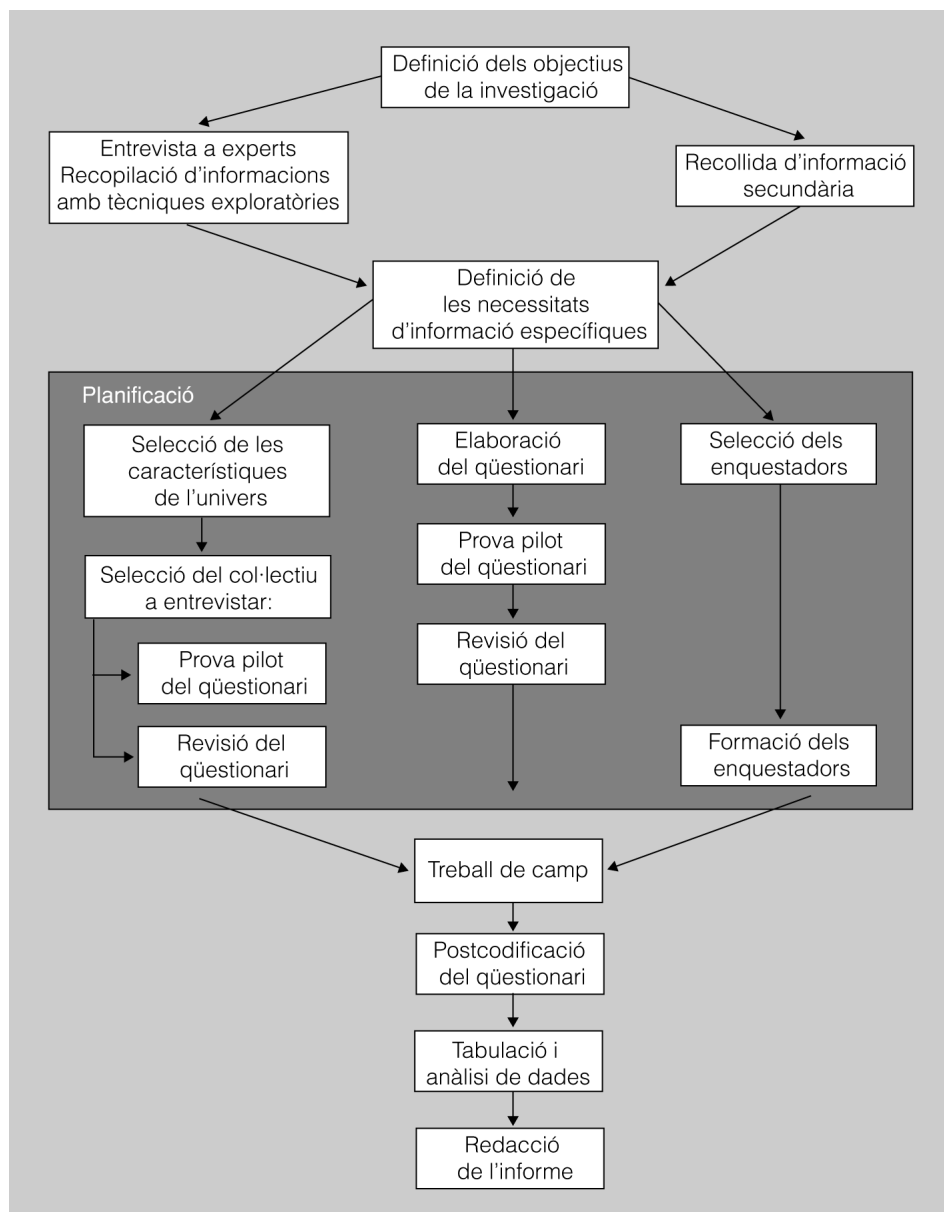 Definició dels objectius
de la investigació
Entrevista a experts
Recopilació d'informacions
amb tècniques exploratòries
Recollida d'informació
secundària
Definició de
les necessitats
d'informació específiques
Planificació
Selecció de les
característiques
de l'univers
Selecció del col·lectiu
a entrevistar:
Prova pilot
del qüestionari
Revisió del
qüestionari
Elaboració
del qüestionari
Prova pilot
del qüestionari
Revisió del
qüestionari
Selecció dels
enquestadors
Formació dels
enquestadors
Treball de camp
Postcodificació
del qüestionari
Tabulació i
anàlisi de dades
Redacció
de l'informe